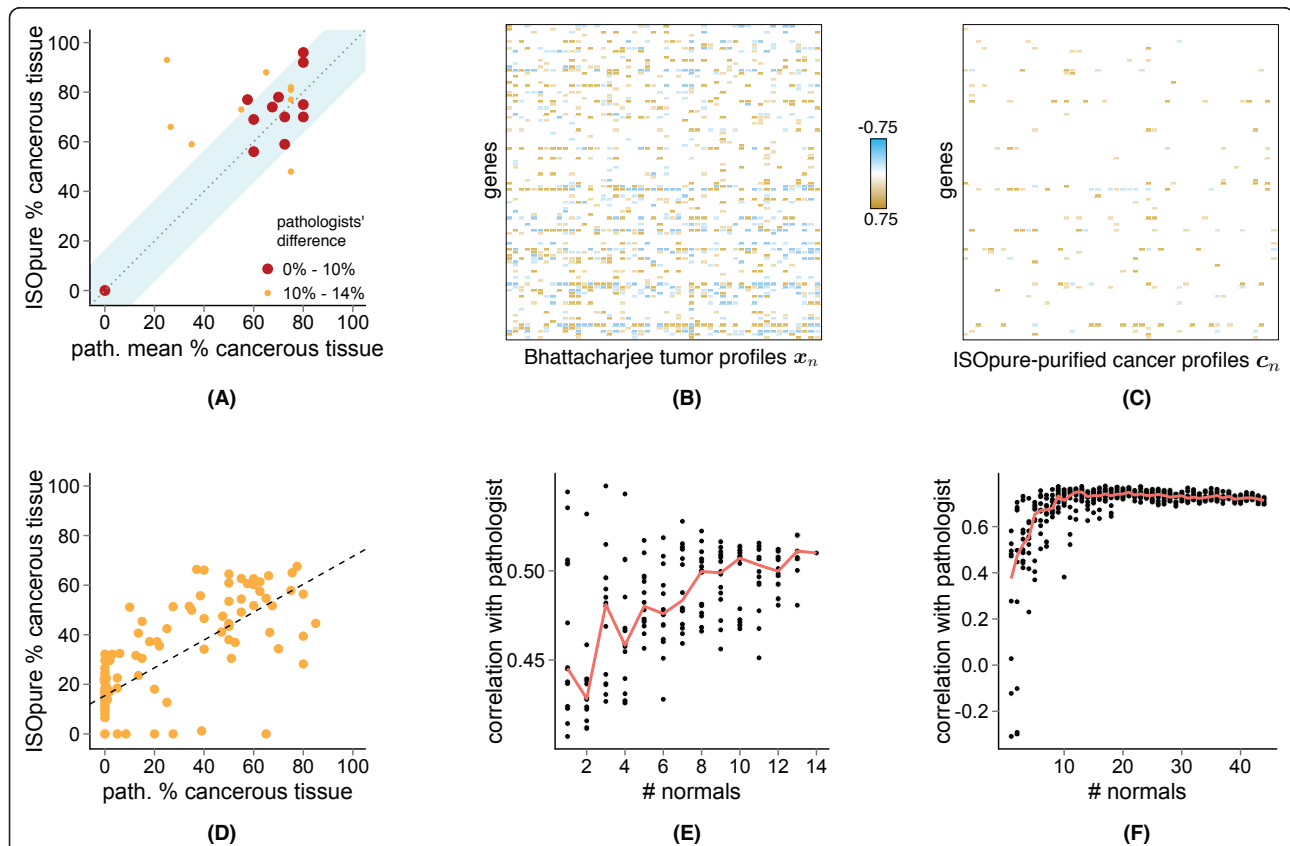 100
80
60
40
20
0
ISOpure % cancerous tissue
pathologists'
difference
0% - 10%
10% - 14%
0 20 40 60 80 100
path. mean % cancerous tissue
(A)
genes
Bhattacharjee tumor profiles xn
(B)
-0.75
0.75
genes
ISOpure-purified cancer profiles cn
(C)
100
80
60
40
20
0
ISOpure % cancerous tissue
0 20 40 60 80 100
path. % cancerous tissue
(D)
correlation with pathologist
0.50
0.45
2 4 6 8 10 12 14
# normals
(E)
correlation with pathologist
0.6
0.4
0.2
0.0
-0.2
10 20 30 40
# normals
(F)